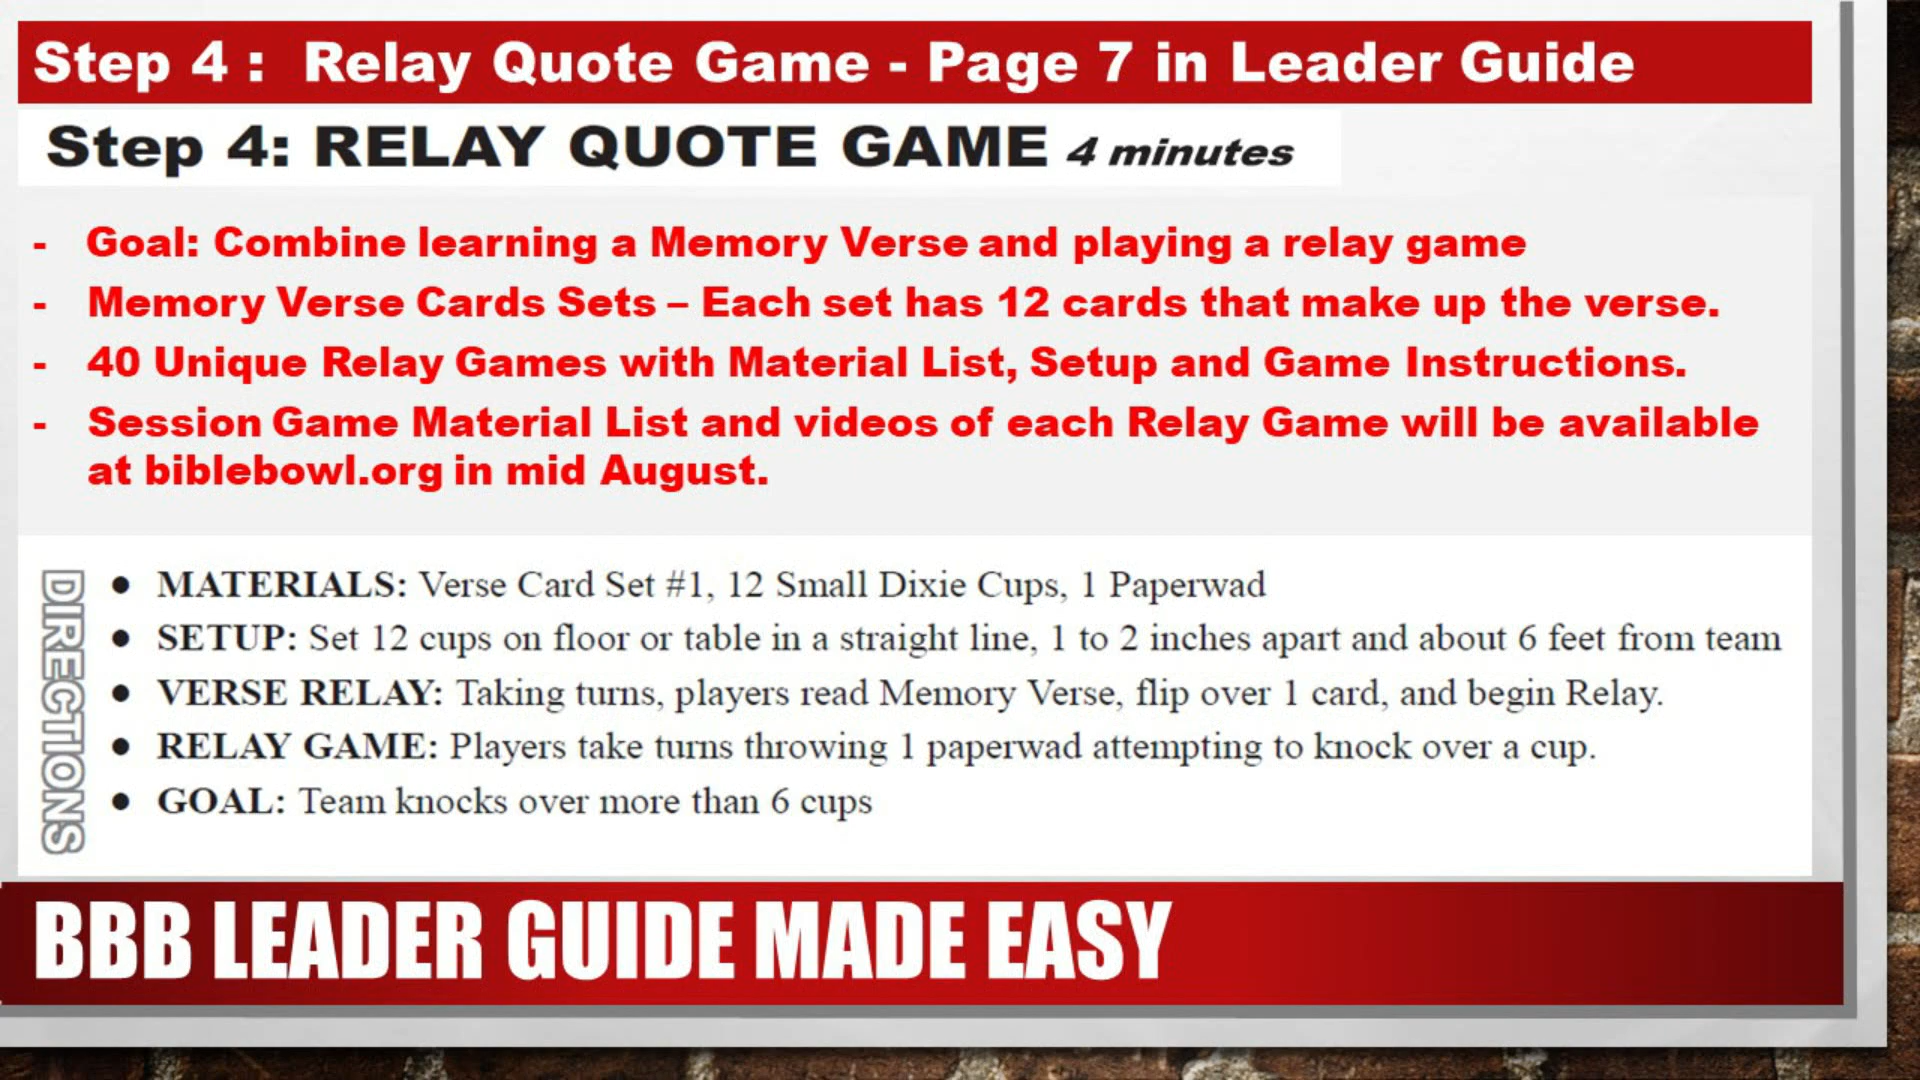 Step 4 :  Relay Quote Game - Page 7 in Leader Guide
Step 4: RELAY QUOTE GAME 4 minutes
- Goal: Combine learning a Memory Verse and playing a relay game
- Memory Verse Cards Sets – Each set has 12 cards that make up the verse.
- 40 Unique Relay Games with Material List, Setup and Game Instructions.
- Session Game Material List and videos of each Relay Game will be available
at biblebowl.org in mid August.
DIRECTIONS
● MATERIALS: Verse Card Set #1, 12 Small Dixie Cups, 1 Paperwad
● SETUP: Set 12 cups on floor or table in a straight line, 1 to 2 inches apart and about 6 feet from team
● VERSE RELAY: Taking turns, players read Memory Verse, flip over 1 card, and begin Relay.
● RELAY GAME: Players take turns throwing 1 paperwad attempting to knock over a cup.
● GOAL: Team knocks over more than 6 cups
BBB LEADER GUIDE MADE EASY